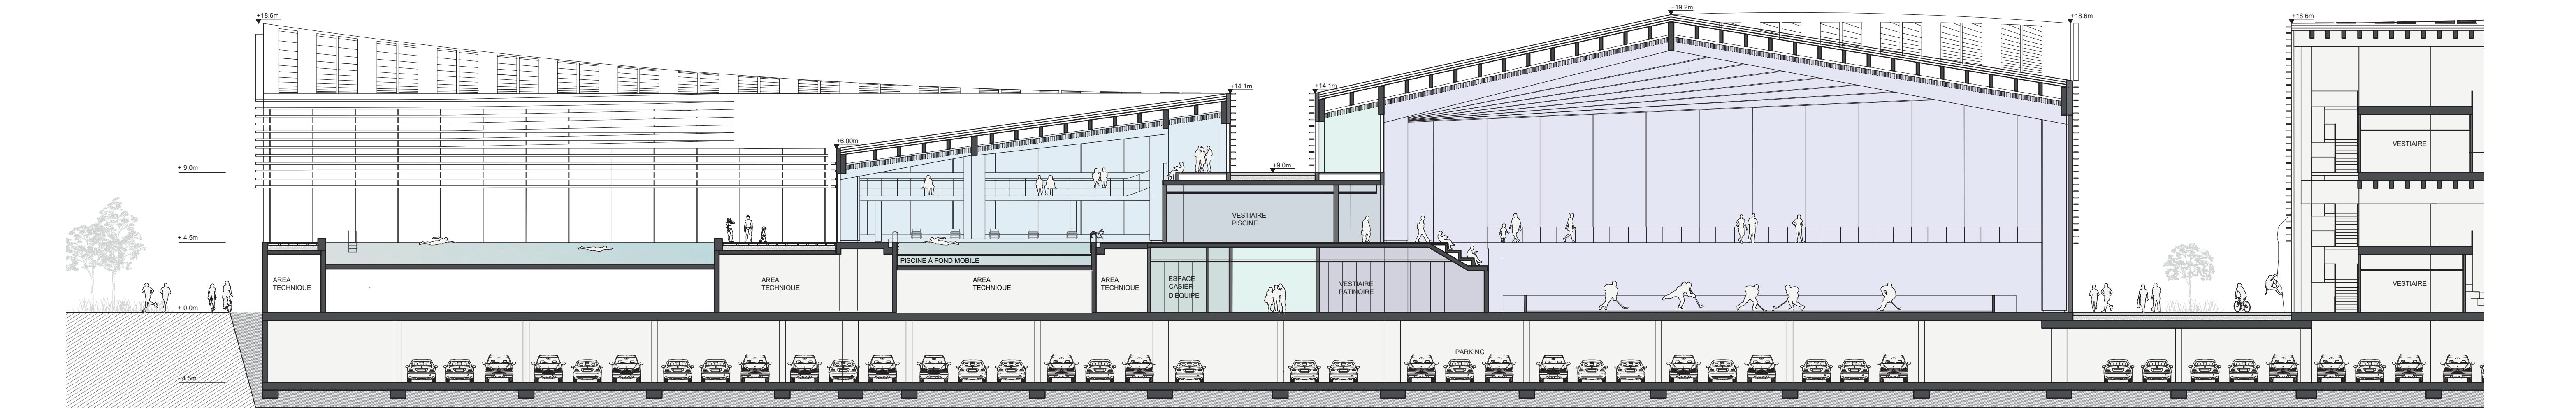 +18.6m
+19.2m
+18.6m
+18.6m
+14.1m
+14.1m
+6.00m
+ 9.0m
+9.0m
VESTIAIRE
VESTIAIRE
PISCINE
+ 4.5m
PISCINE À FOND MOBILE
AREA
TECHNIQUE
AREA
TECHNIQUE
AREA
TECHNIQUE
AREA
TECHNIQUE
ESPACE
CASIER
D'ÉQUIPE
VESTIAIRE
PATINOIRE
VESTIAIRE
+ 0.0m
PARKING
- 4.5m